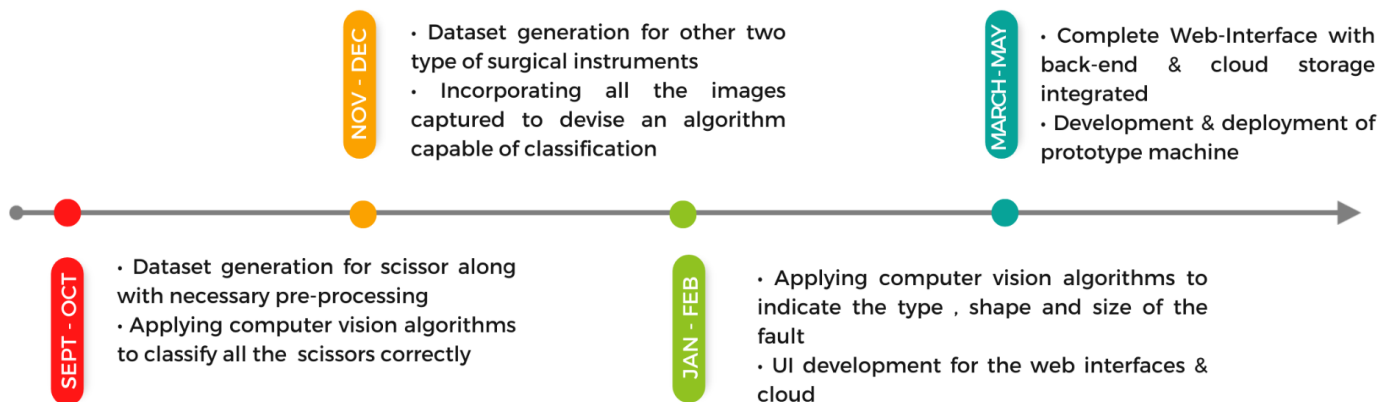 SEPT - OCT
• Dataset generation for scissor along
with necessary pre-processing
• Applying computer vision algorithms
to classify all the scissors correctly
NOV - DEC
• Dataset generation for other two
type of surgical instruments
• Incorporating all the images
captured to devise an algorithm
capable of classification
JAN - FEB
• Applying computer vision algorithms to
indicate the type , shape and size of the
fault
• UI development for the web interfaces &
cloud
MARCH - MAY
• Complete Web-Interface with
back-end & cloud storage
integrated
• Development & deployment of
prototype machine